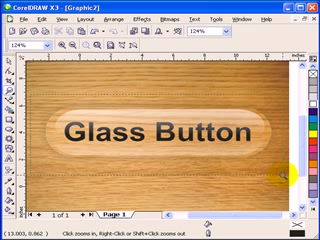 CorelDRAW X3 - [Graphic2]
File Edit View Layout Arrange Effects Bitmaps Text Tools Window Help
124%
124%
inches
Glass Button
1 of 1 Page 1
( 13.003, 0.862 ) Click zooms in, Right-Click or Shift+Click zooms out